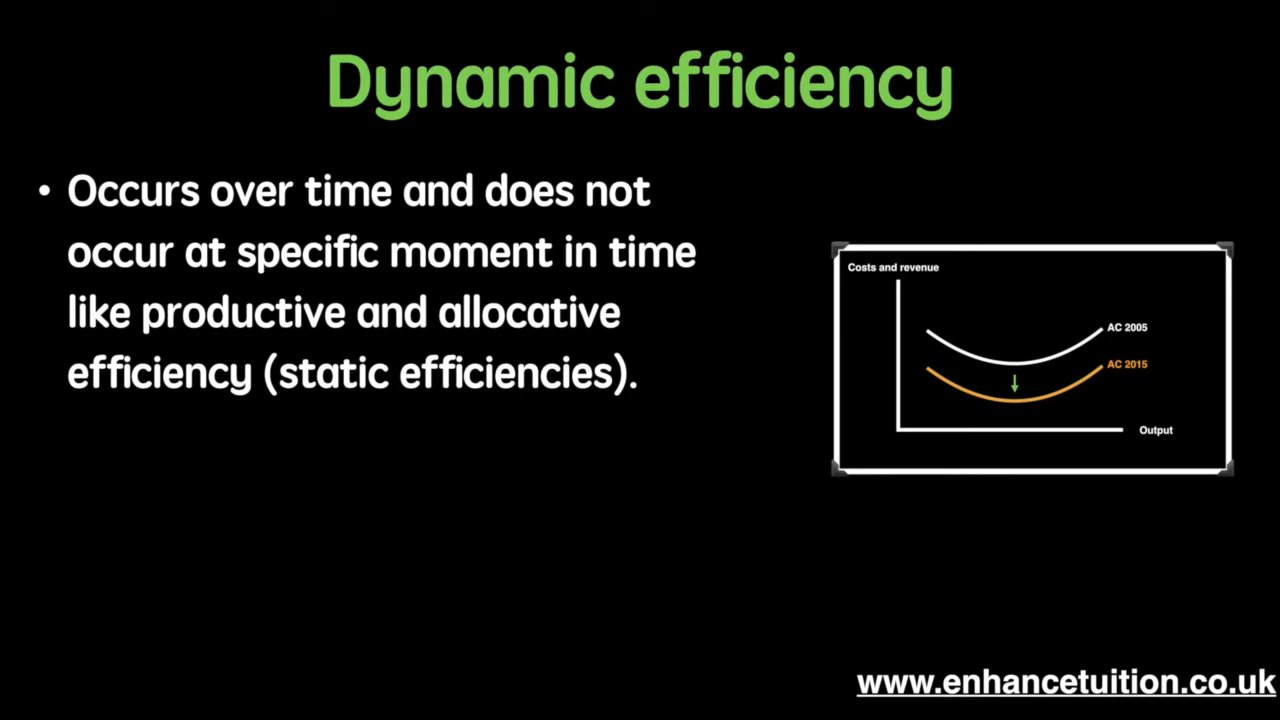 Dynamic efficiency
• Occurs over time and does not
occur at specific moment in time
like productive and allocative
efficiency (static efficiencies).
Costs and revenue
AC 2005
AC 2015
Output
www.enhancetuition.co.uk